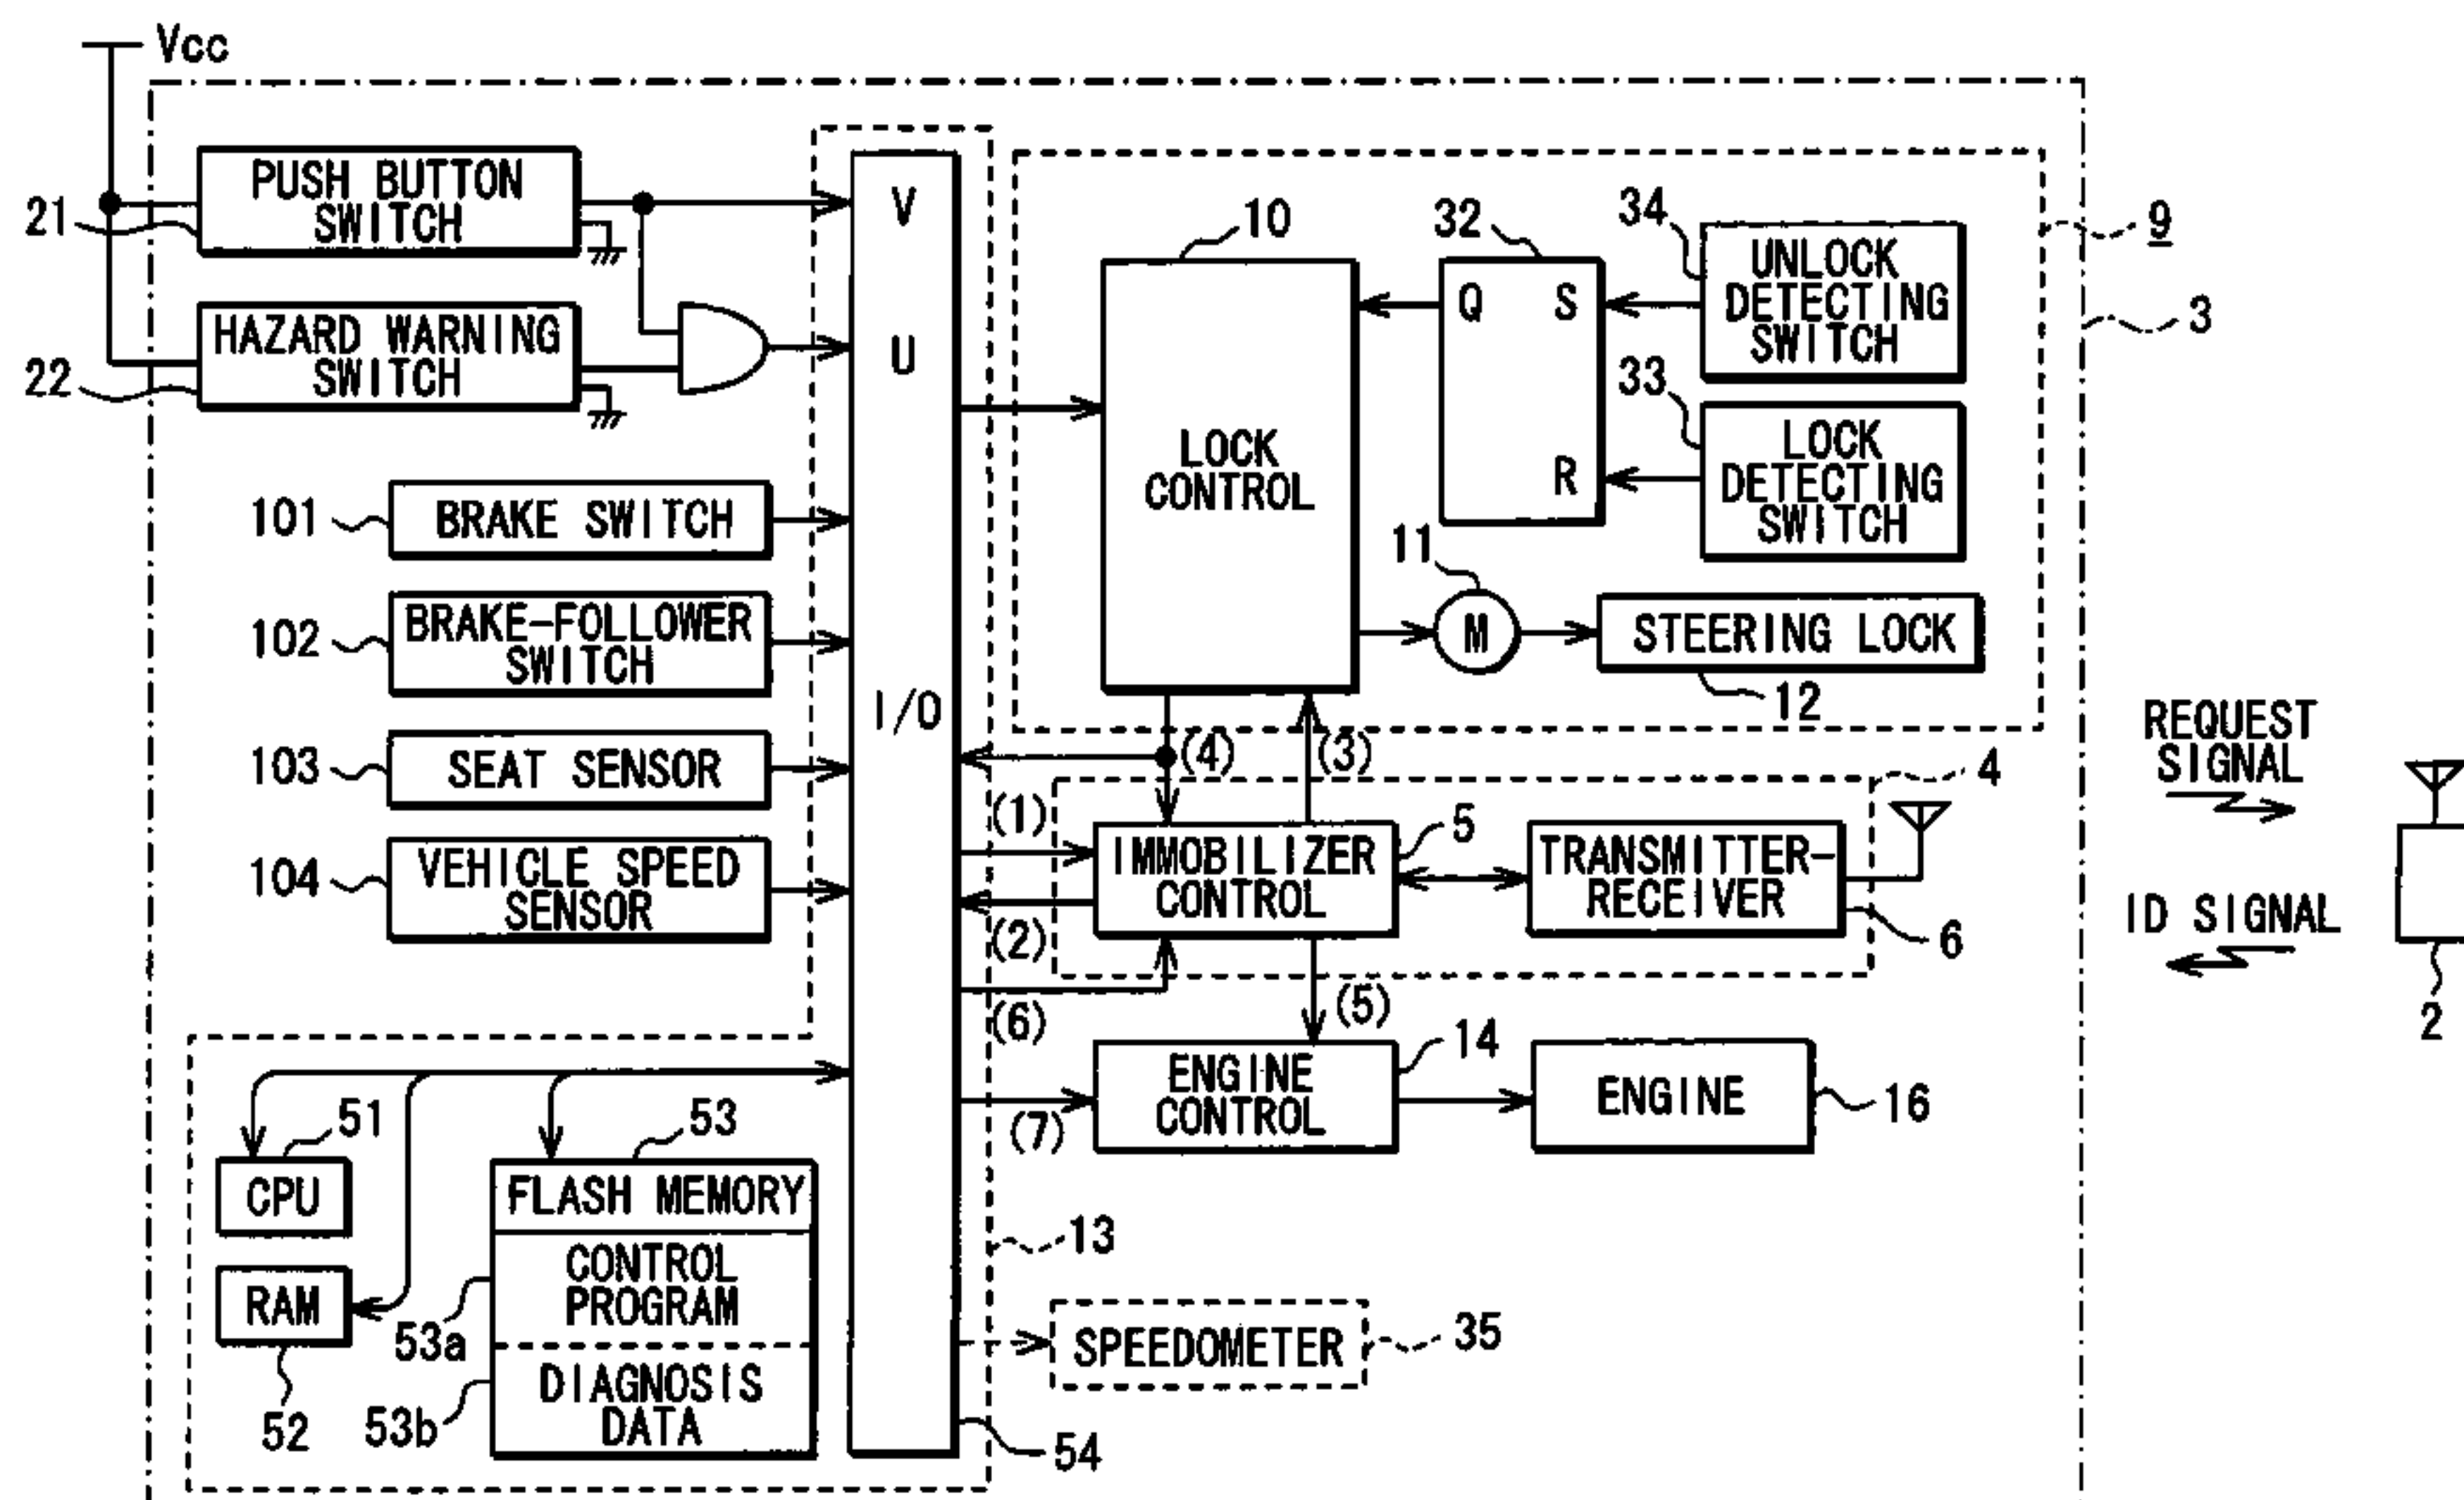 Vcc
PUSH BUTTON
SWITCH
21
HAZARD WARNING
SWITCH
22
V
U
I/O
10
LOCK
CONTROL
32
Q S
R
34
UNLOCK
DETECTING
SWITCH
33
LOCK
DETECTING
SWITCH
9
3
11
M
STEERING LOCK
12
101
BRAKE SWITCH
102
BRAKE-FOLLOWER
SWITCH
103
SEAT SENSOR
104
VEHICLE SPEED
SENSOR
(4)
(3)
4
(1)
IMMOBILIZER
CONTROL
5
TRANSMITTER-
RECEIVER
6
(2)
(6)
(5)
REQUEST
SIGNAL
ID SIGNAL
2
ENGINE
CONTROL
14
(7)
ENGINE
16
51
CPU
RAM
52
53
FLASH MEMORY
CONTROL
PROGRAM
53a
DIAGNOSIS
DATA
53b
13
SPEEDOMETER
35
54